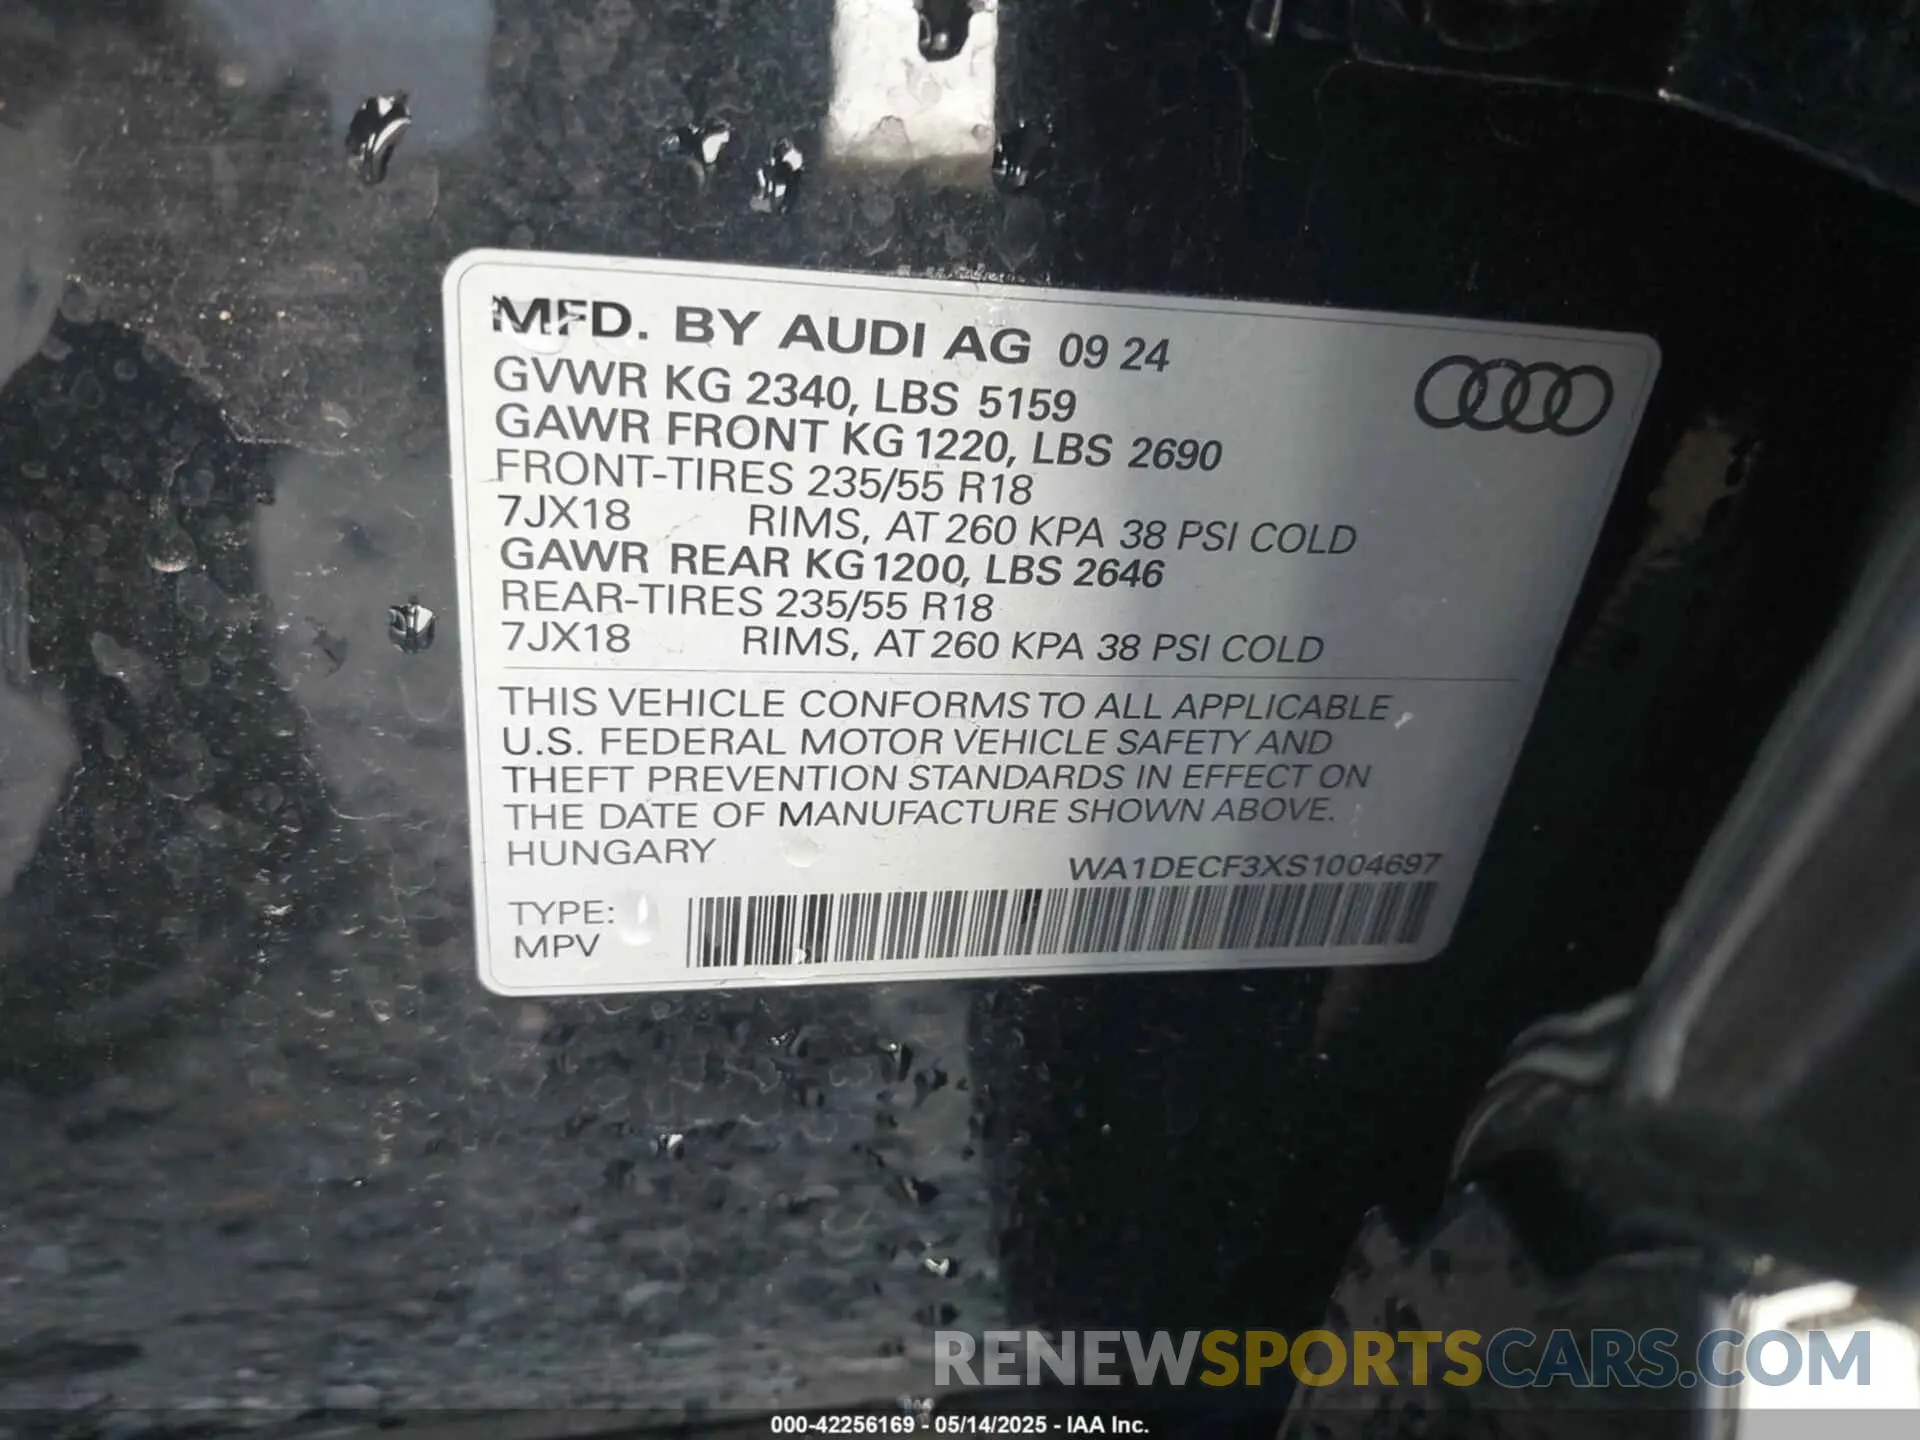 MFD. BY AUDI AG 09 24
GVWR KG 2340, LBS 5159
GAWR FRONT KG 1220, LBS 2690
FRONT-TIRES 235/55 R18
7JX18 RIMS, AT 260 KPA 38 PSI COLD
GAWR REAR KG 1200, LBS 2646
REAR-TIRES 235/55 R18
7JX18 RIMS, AT 260 KPA 38 PSI COLD
THIS VEHICLE CONFORMS TO ALL APPLICABLE
U.S. FEDERAL MOTOR VEHICLE SAFETY AND
THEFT PREVENTION STANDARDS IN EFFECT ON
THE DATE OF MANUFACTURE SHOWN ABOVE.
HUNGARY
WA1DECF3XS1004697
TYPE:
MPV
RENEWSPORTSCARS.COM
000-42256169 - 05/14/2025 - IAA Inc.